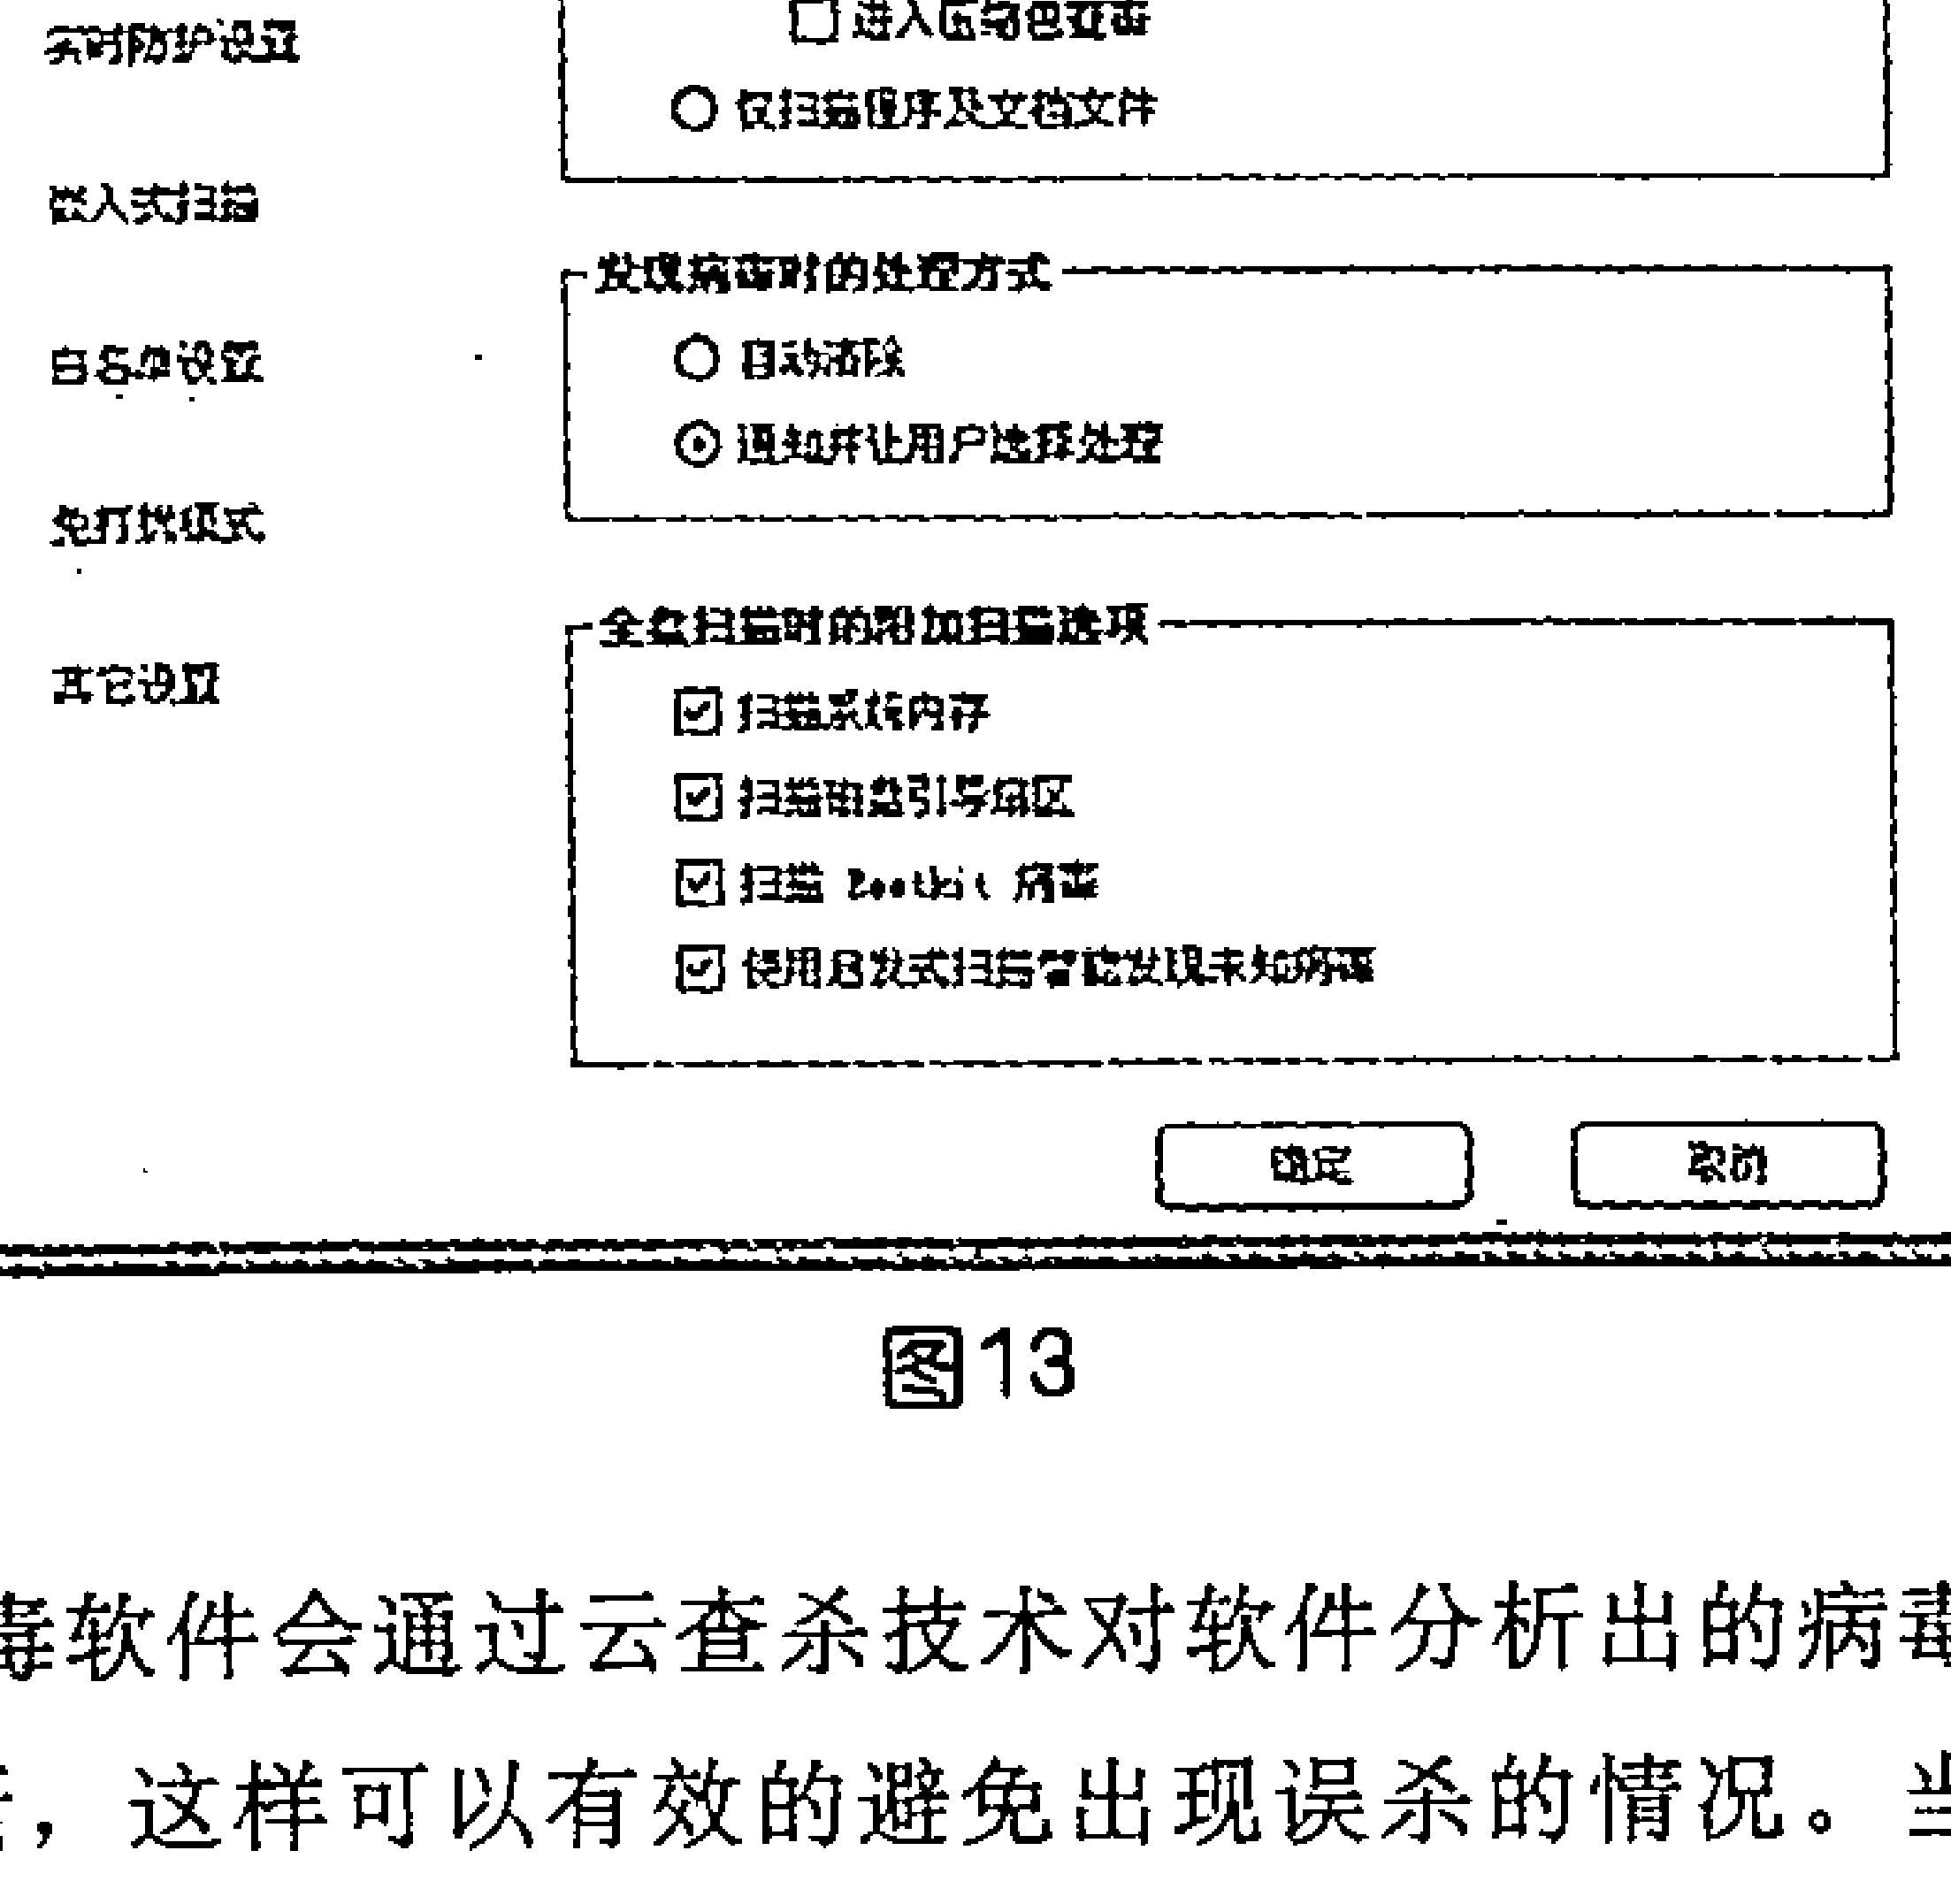 实时防护设置
嵌入式扫描
白名单设置
免打扰模式
其它设置
进入压缩包查毒
仅扫描程序及文档文件
发现病毒时的处理方式
自动清除
通知并让用户选择处理
全盘扫描时的附加扫描选项
扫描系统内存
扫描磁盘引导扇区
扫描 Rootkit 病毒
使用启发式扫描智能发现未知病毒
确定 取消
图13
毒软件会通过云查杀技术对软件分析出的病毒
，这样可以有效的避免出现误杀的情况。当